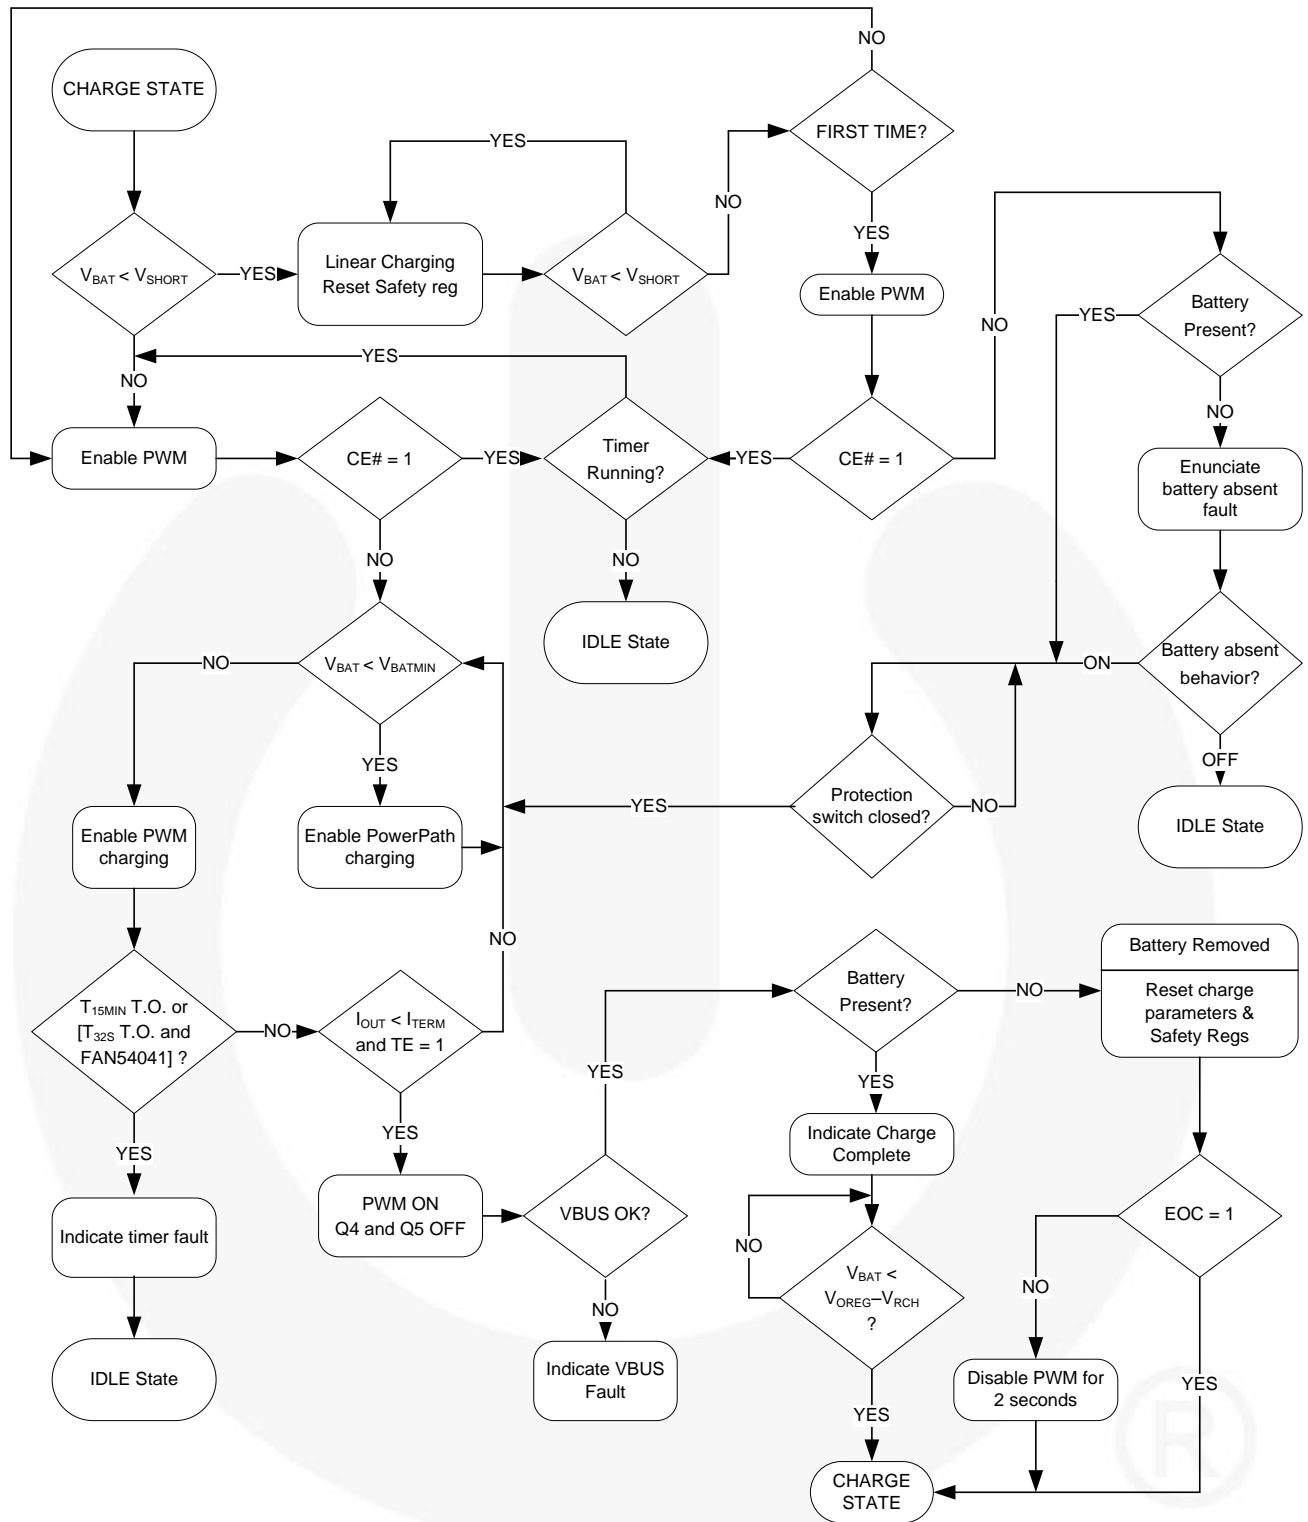 NO
CHARGE STATE
FIRST TIME?
YES
NO
YES
V_BAT < V_SHORT
YES
Linear Charging
Reset Safety reg
V_BAT < V_SHORT
Enable PWM
NO
Battery
Present?
YES
YES
NO
NO
Enable PWM
CE# = 1
YES
Timer
Running?
YES
CE# = 1
Enunciate
battery absent
fault
NO
NO
IDLE State
V_BAT < V_BATMIN
NO
ON
Battery absent
behavior?
YES
OFF
Enable PWM
charging
Enable PowerPath
charging
YES
Protection
switch closed?
NO
IDLE State
NO
Battery
Present?
NO
Battery Removed
Reset charge
parameters &
Safety Regs
T_15MIN T.O. or
[T_32S T.O. and
FAN54041] ?
NO
I_OUT < I_TERM
and TE = 1
YES
YES
YES
YES
Indicate Charge
Complete
PWM ON
Q4 and Q5 OFF
VBUS OK?
EOC = 1
Indicate timer fault
NO
V_BAT <
V_OREG–V_RCH
?
NO
NO
IDLE State
Indicate VBUS
Fault
Disable PWM for
2 seconds
YES
YES
CHARGE
STATE
®